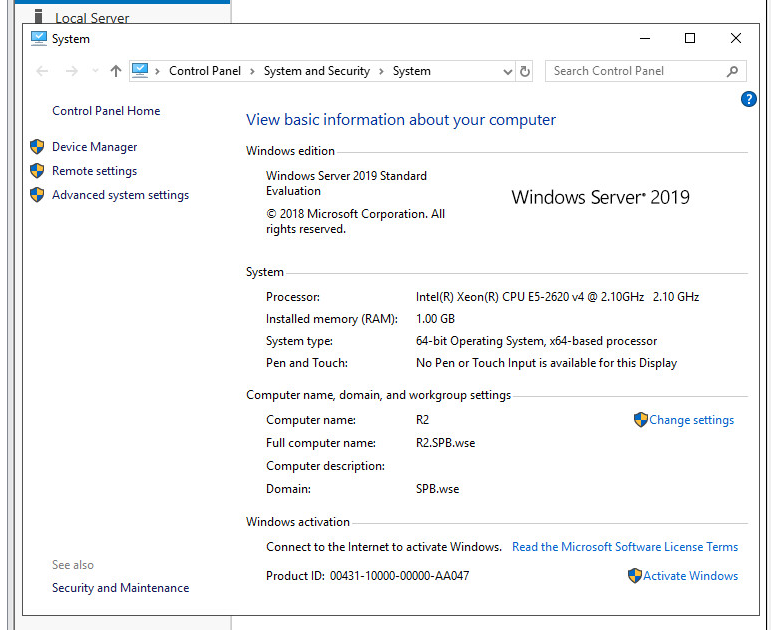 Local Server
System
Control Panel > System and Security > System
Search Control Panel
?
Control Panel Home
Device Manager
Remote settings
Advanced system settings
View basic information about your computer
Windows edition
Windows Server 2019 Standard
Evaluation
© 2018 Microsoft Corporation. All
rights reserved.
Windows Server® 2019
System
Processor: Intel(R) Xeon(R) CPU E5-2620 v4 @ 2.10GHz 2.10 GHz
Installed memory (RAM): 1.00 GB
System type: 64-bit Operating System, x64-based processor
Pen and Touch: No Pen or Touch Input is available for this Display
Computer name, domain, and workgroup settings
Computer name: R2 Change settings
Full computer name: R2.SPB.wse
Computer description:
Domain: SPB.wse
Windows activation
Connect to the Internet to activate Windows. Read the Microsoft Software License Terms
Product ID: 00431-10000-00000-AA047 Activate Windows
See also
Security and Maintenance